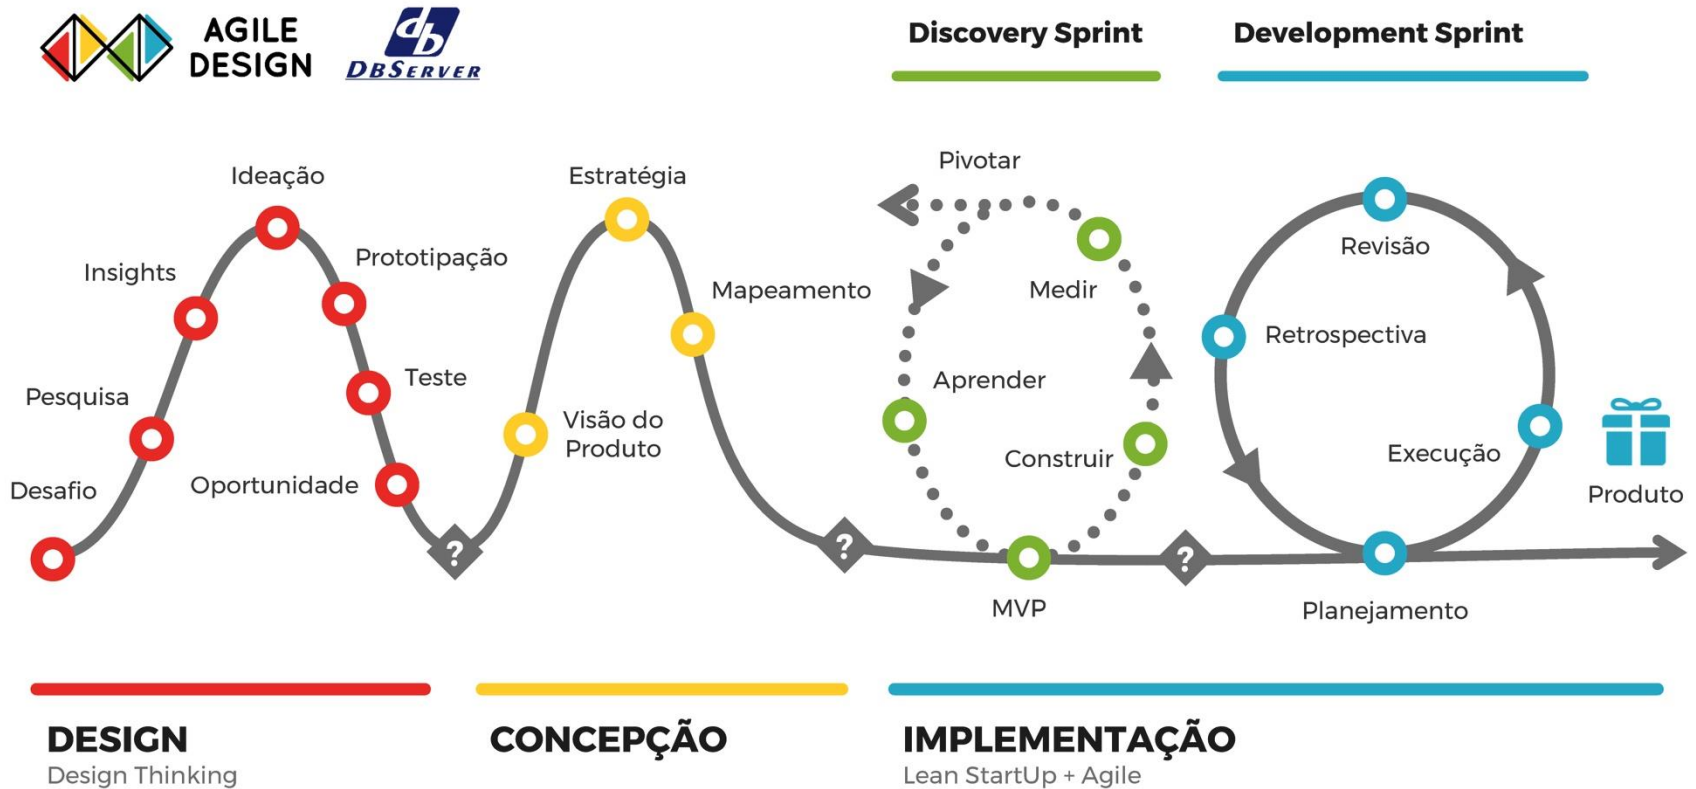 AGILE
DESIGN
db
DBSERVER
Discovery Sprint
Development Sprint
Ideação
Insights
Prototipação
Pesquisa
Teste
Desafio
Oportunidade
?
Estratégia
Mapeamento
Visão do
Produto
?
Pivotar
Medir
Aprender
Construir
MVP
?
Revisão
Retrospectiva
Execução
Planejamento
Produto
DESIGN
Design Thinking
CONCEPÇÃO
IMPLEMENTAÇÃO
Lean StartUp + Agile